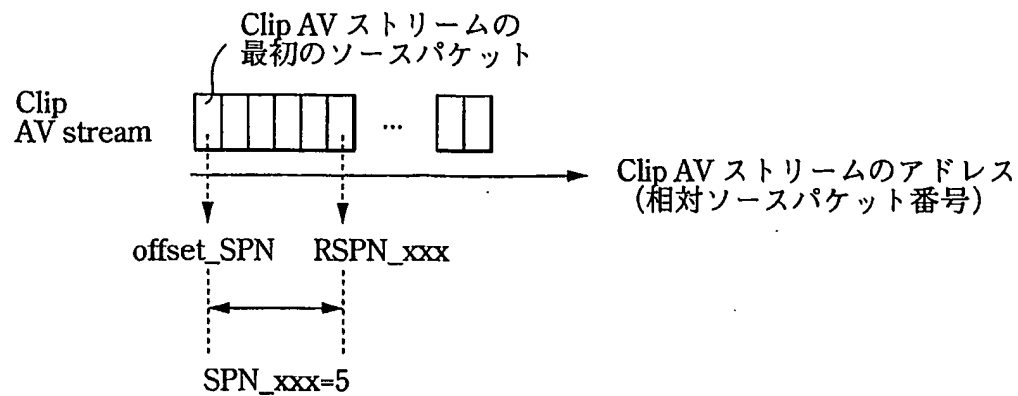 Clip AV ストリームの
最初のソースパケット
Clip
AV stream
...
Clip AV ストリームのアドレス
(相対ソースパケット番号)
offset_SPN RSPN_xxx
SPN_xxx=5